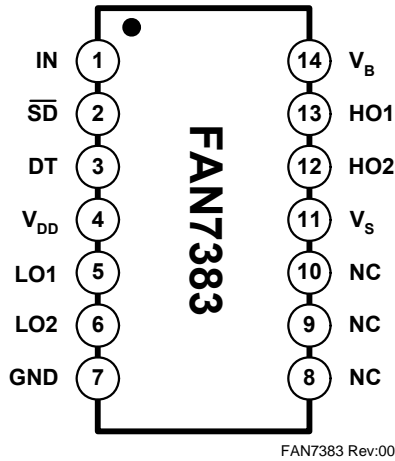 IN 1 14 VB
SD 2 13 HO1
DT 3 12 HO2
VDD 4 11 VS
LO1 5 10 NC
LO2 6 9 NC
GND 7 8 NC
FAN7383
FAN7383 Rev:00